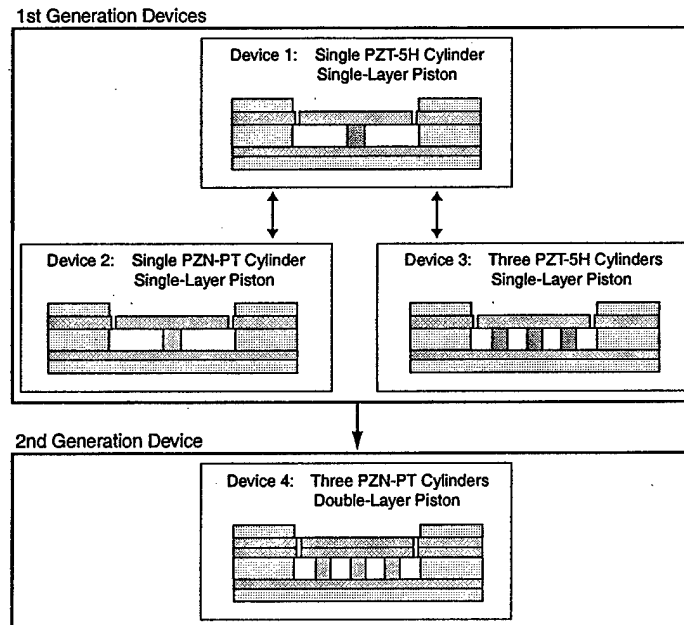 1st Generation Devices
Device 1: Single PZT-5H Cylinder
Single-Layer Piston
Device 2: Single PZN-PT Cylinder
Single-Layer Piston
Device 3: Three PZT-5H Cylinders
Single-Layer Piston
2nd Generation Device
Device 4: Three PZN-PT Cylinders
Double-Layer Piston